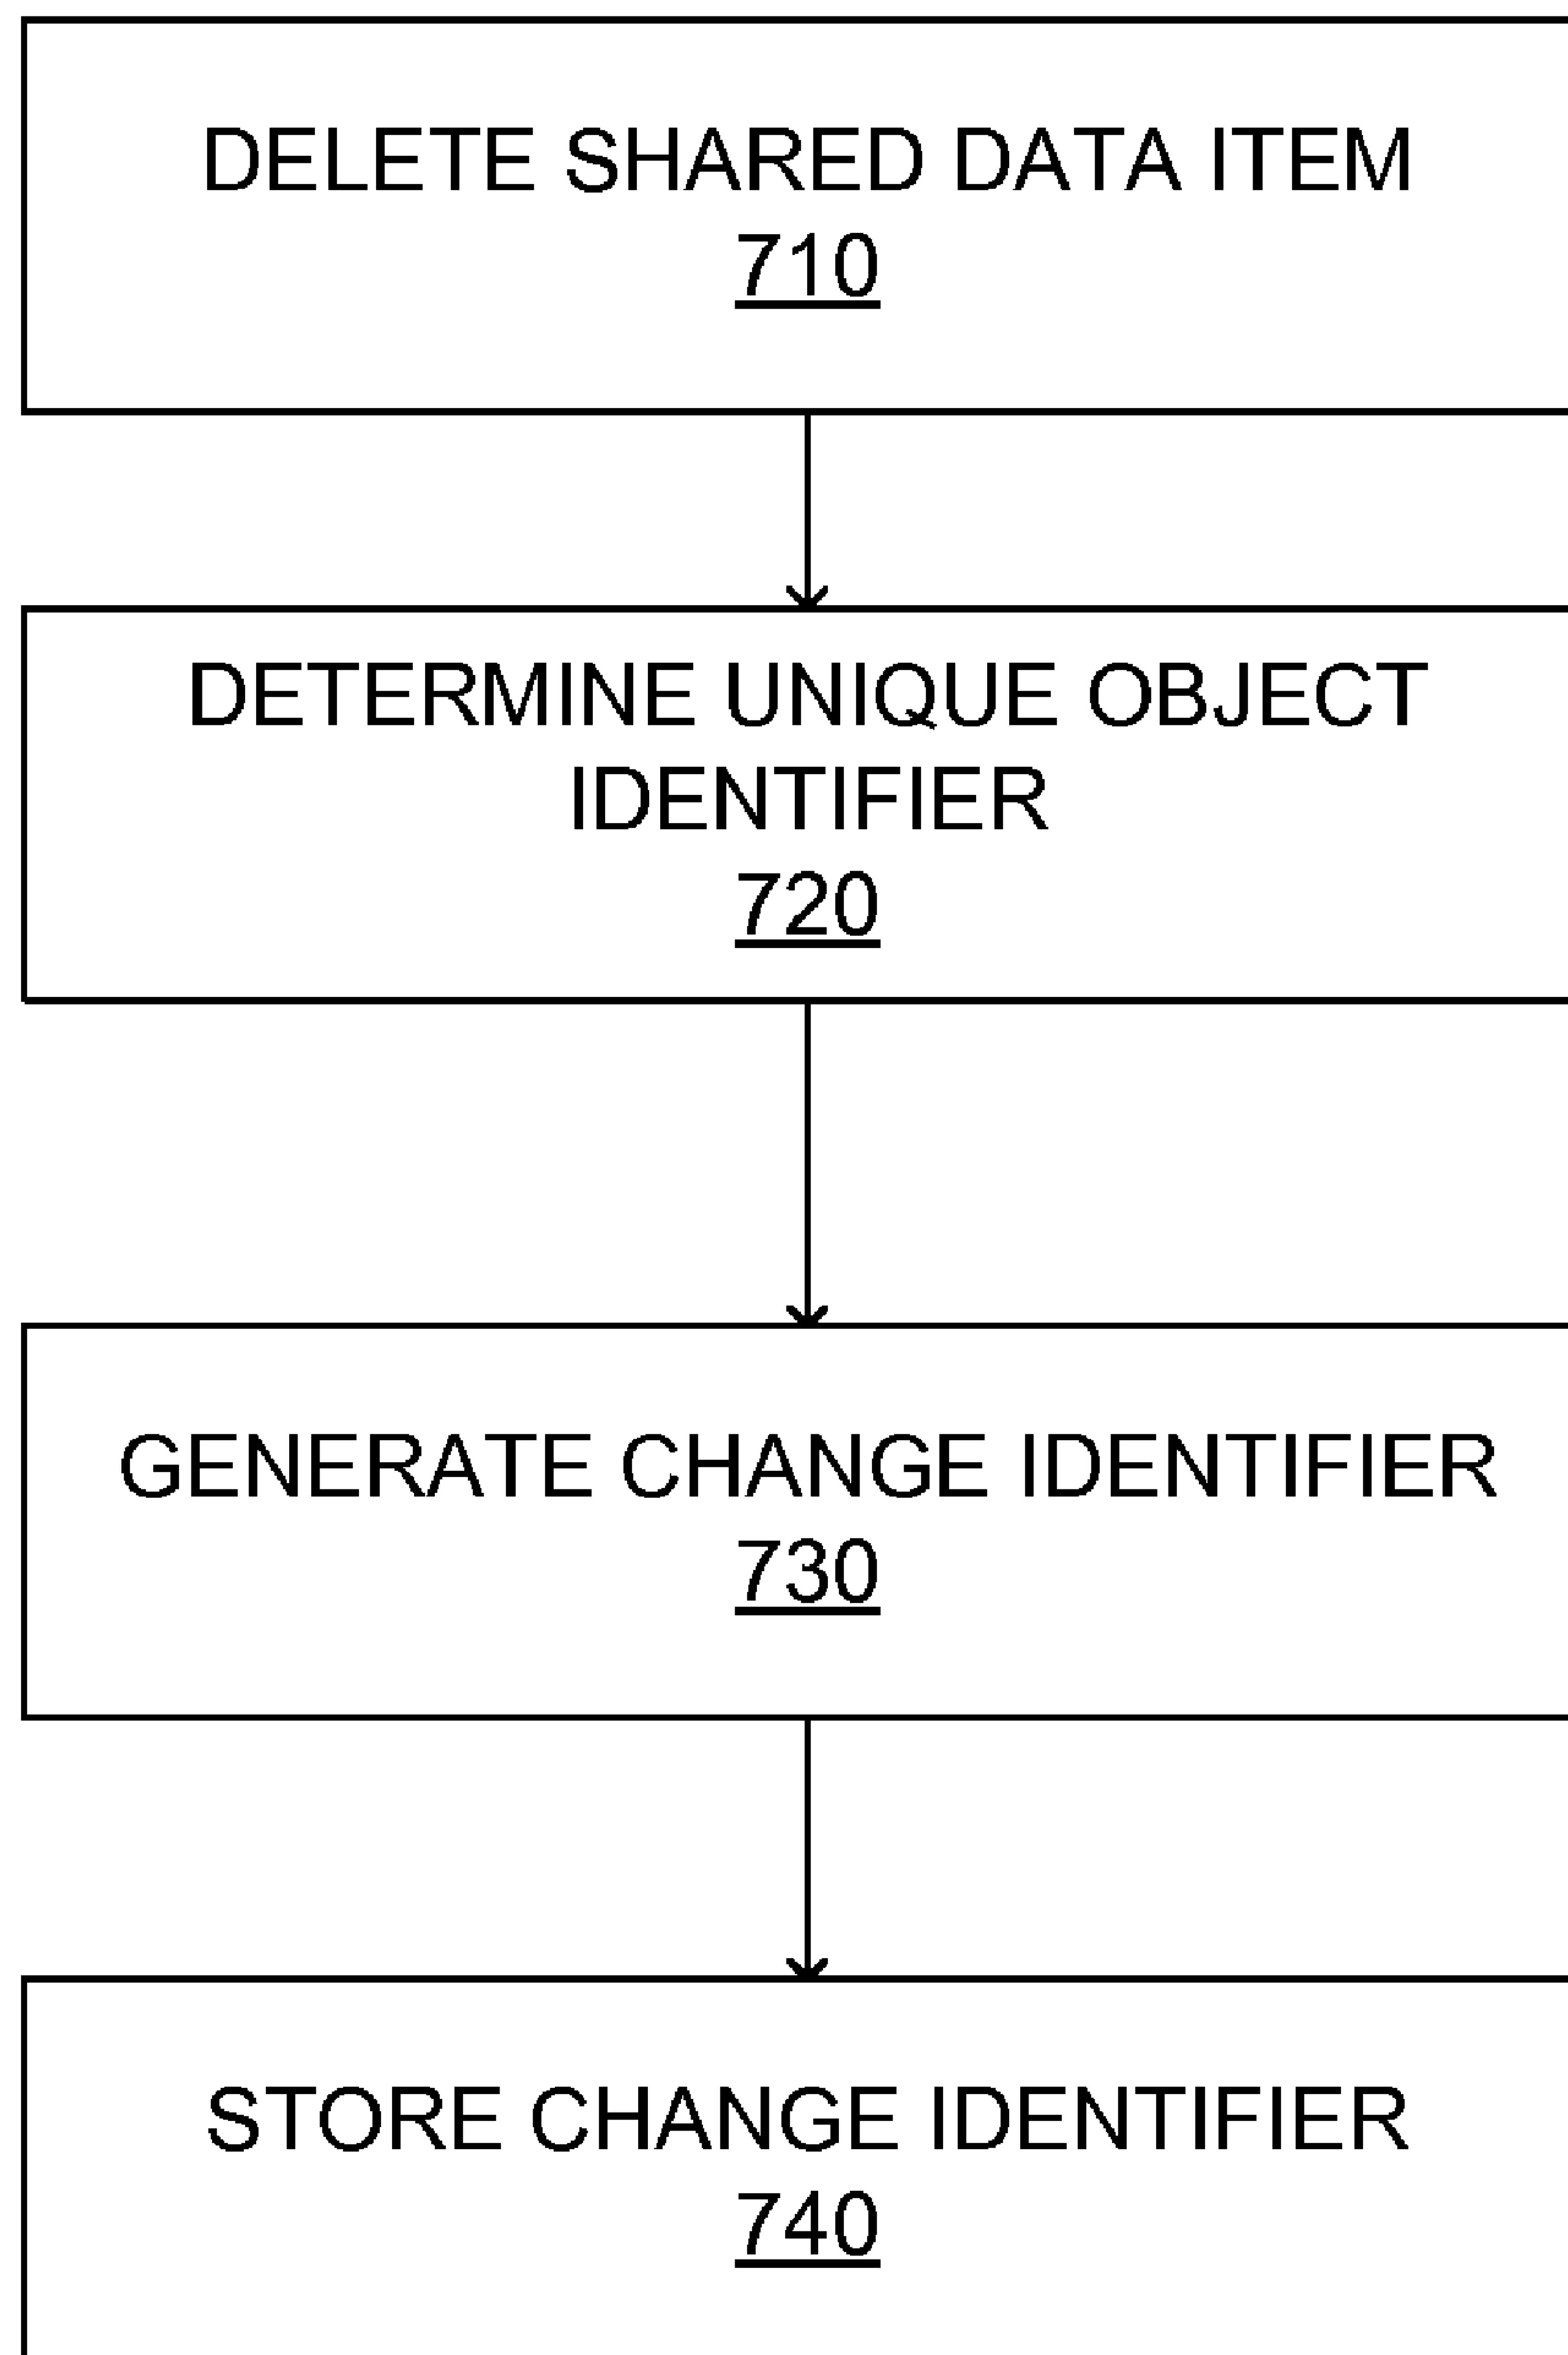 DELETE SHARED DATA ITEM
710
DETERMINE UNIQUE OBJECT
IDENTIFIER
720
GENERATE CHANGE IDENTIFIER
730
STORE CHANGE IDENTIFIER
740